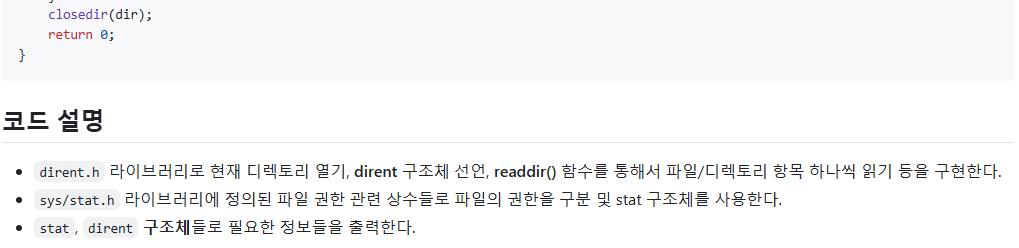 }
closedir(dir);
return 0;
}
코드 설명
dirent.h 라이브러리로 현재 디렉토리 열기, dirent 구조체 선언, readdir() 함수를 통해서 파일/디렉토리 항목 하나씩 읽기 등을 구현한다.
sys/stat.h 라이브러리에 정의된 파일 권한 관련 상수들로 파일의 권한을 구분 및 stat 구조체를 사용한다.
stat, dirent 구조체들로 필요한 정보들을 출력한다.